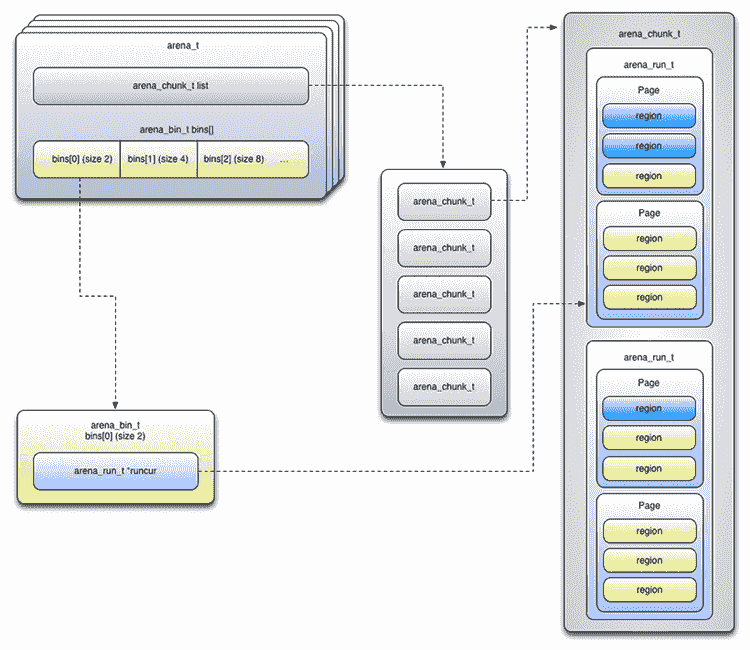 arena_t
arena_chunk_t list
arena_bin_t bins[]
bins[0] (size 2) bins[1] (size 4) bins[2] (size 8) ...
arena_chunk_t
arena_chunk_t
arena_chunk_t
arena_chunk_t
arena_chunk_t
arena_bin_t
bins[0] (size 2)
arena_run_t *runcur
arena_chunk_t
arena_run_t
Page
region
region
region
Page
region
region
region
arena_run_t
Page
region
region
region
Page
region
region
region